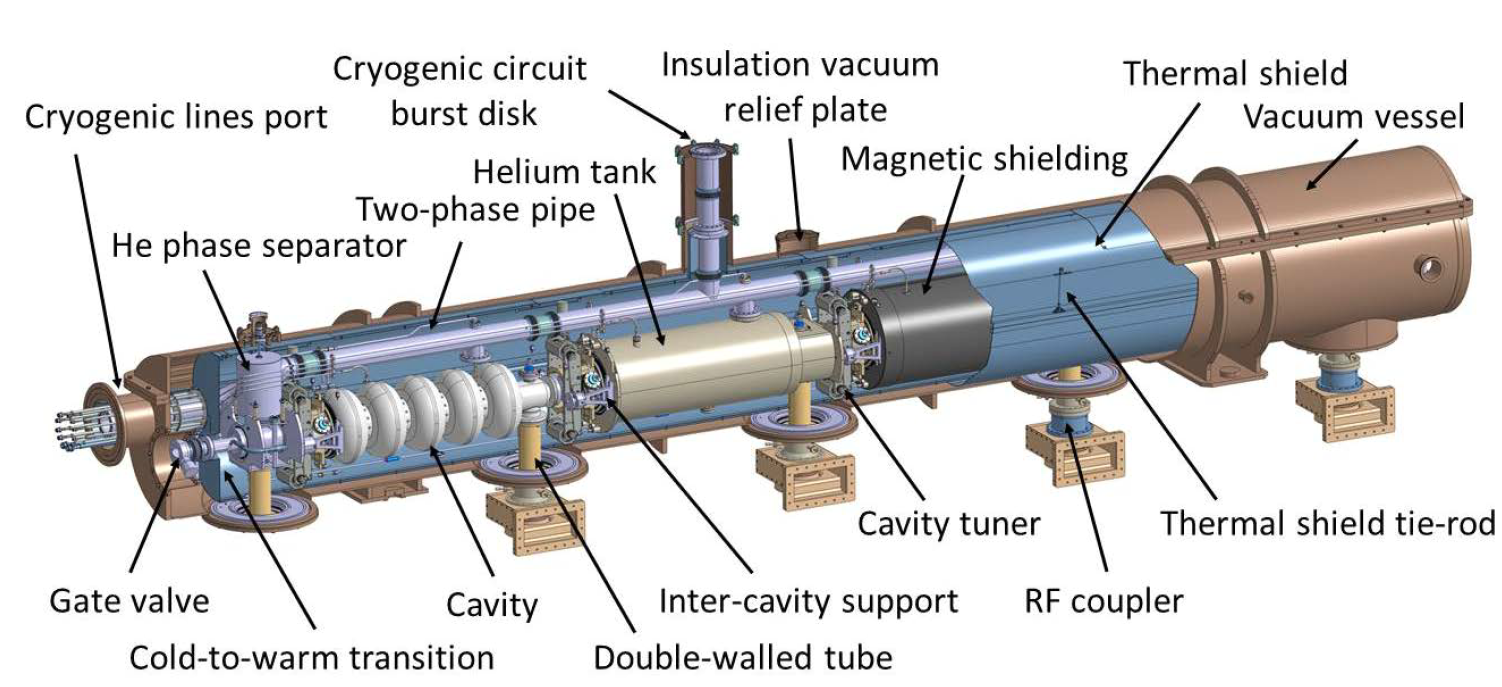 Cryogenic circuit
burst disk
Insulation vacuum
relief plate
Thermal shield
Vacuum vessel
Cryogenic lines port
Magnetic shielding
Helium tank
Two-phase pipe
He phase separator
Cavity tuner
Thermal shield tie-rod
Gate valve
Cavity
Inter-cavity support
RF coupler
Cold-to-warm transition
Double-walled tube